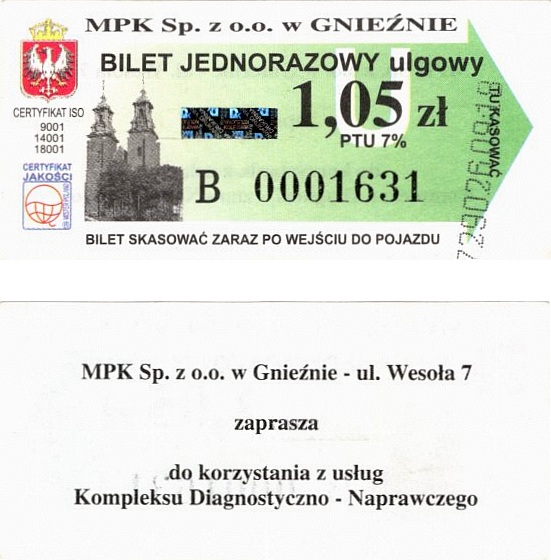 MPK Sp. z o.o. w GNIEŹNIE
BILET JEDNORAZOWY ulgowy
1,05 zł
PTU 7%
CERTYFIKAT ISO
9001
14001
18001
CERTYFIKAT
JAKOŚCI
U
TU KASOWAĆ
B 0001631
BILET SKASOWAĆ ZARAZ PO WEJŚCIU DO POJAZDU
MPK Sp. z o.o. w Gnieźnie - ul. Wesoła 7
zaprasza
do korzystania z usług
Kompleksu Diagnostyczno - Naprawczego